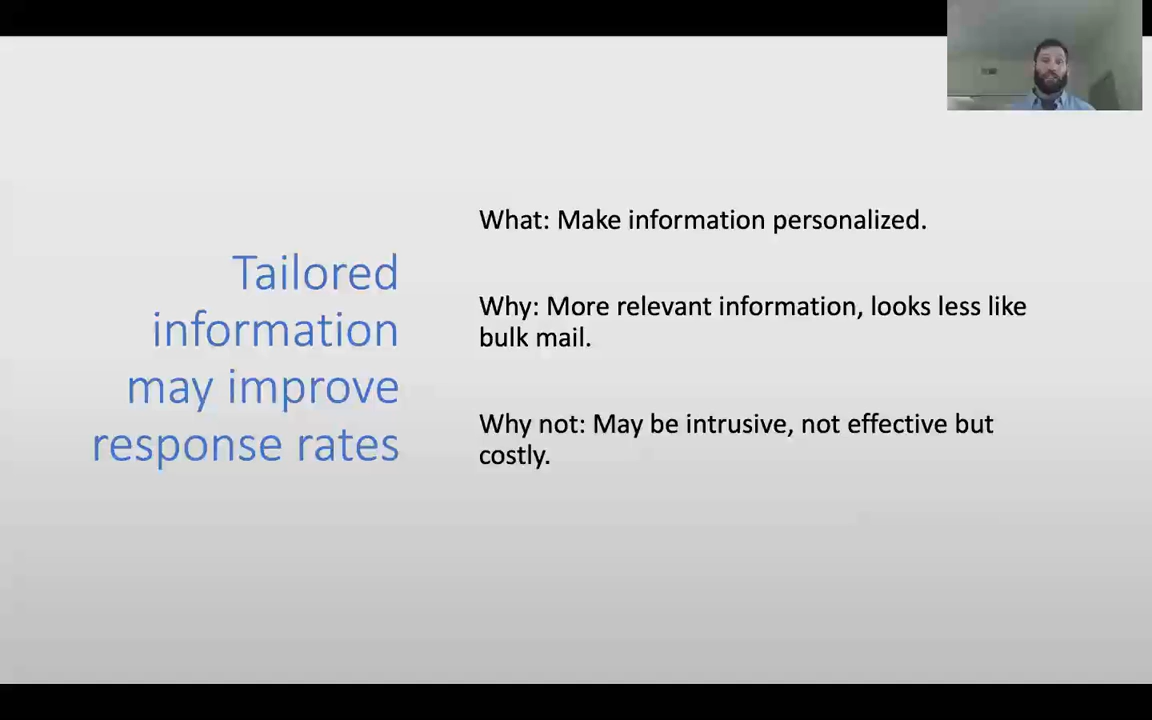 Tailored
information
may improve
response rates
What: Make information personalized.
Why: More relevant information, looks less like
bulk mail.
Why not: May be intrusive, not effective but
costly.